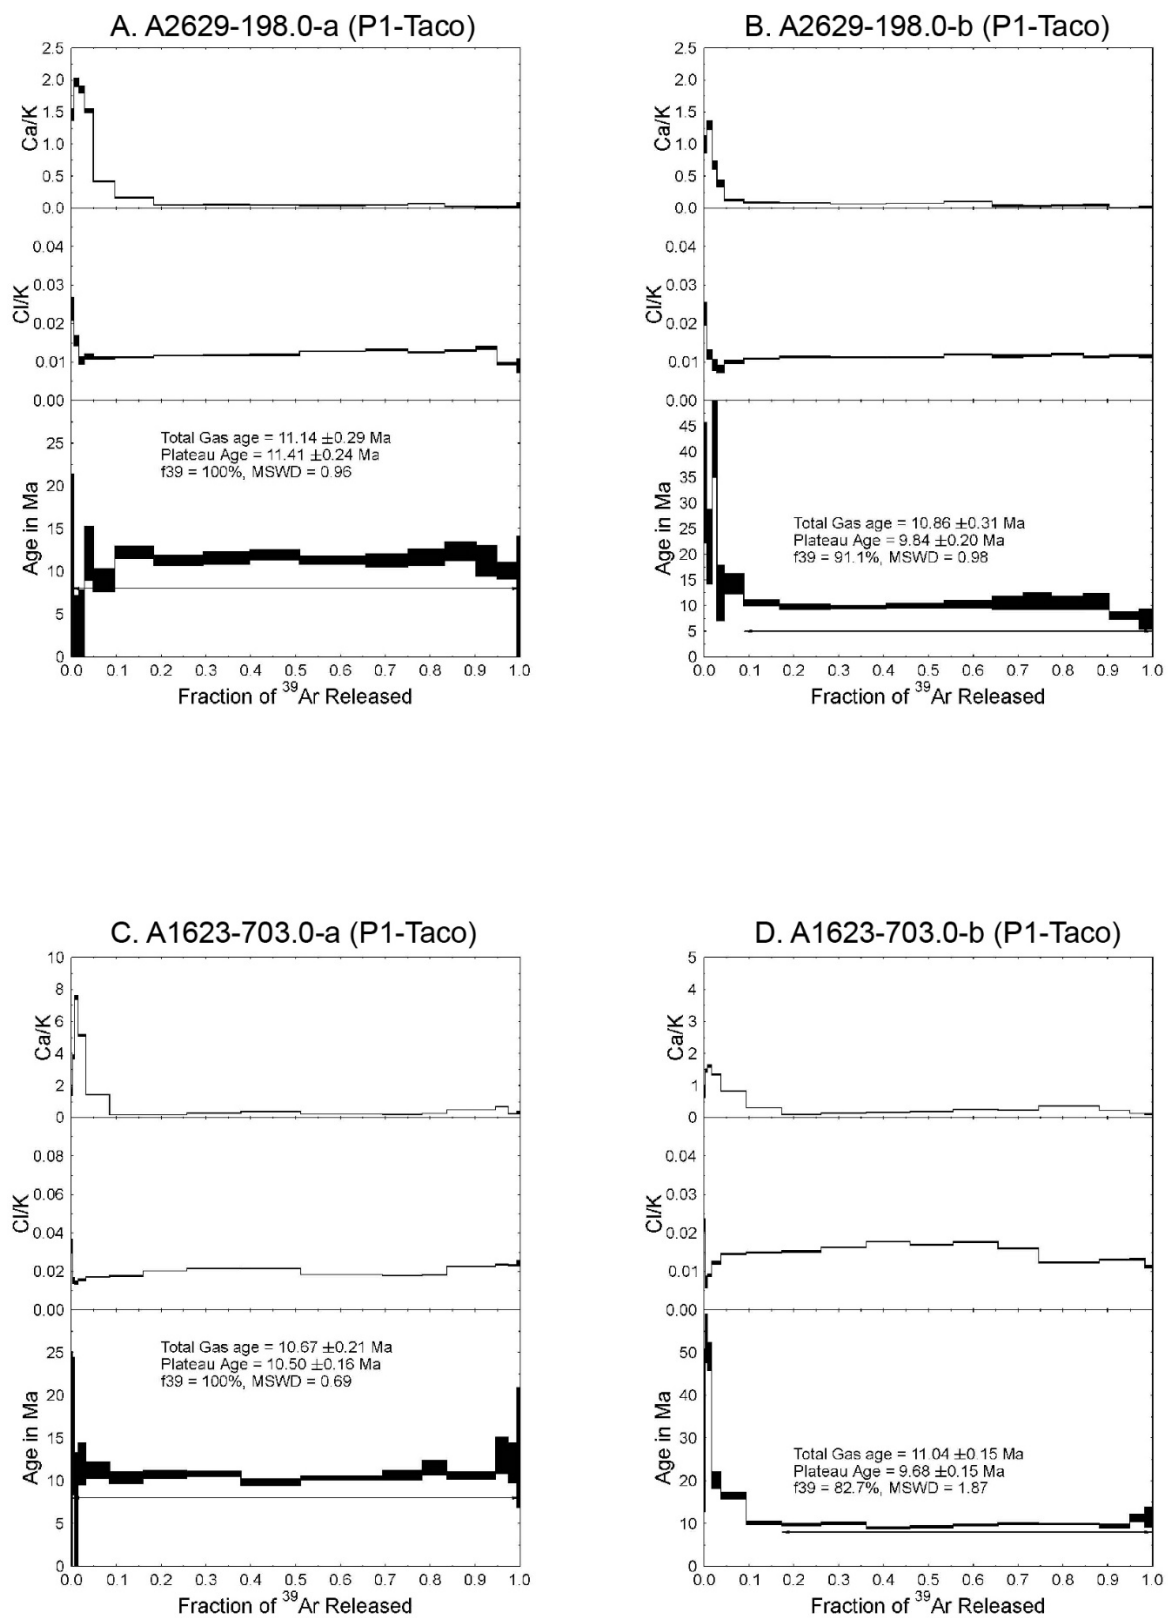 A. A2629-198.0-a (P1-Taco)
2.5
2.0
1.5
1.0
0.5
0.0
Ca/K
0.04
0.03
0.02
0.01
0.00
Cl/K
Total Gas age = 11.14 ±0.29 Ma
Plateau Age = 11.41 ±0.24 Ma
f39 = 100%, MSWD = 0.96
25
20
15
10
5
0
Age in Ma
0.0 0.1 0.2 0.3 0.4 0.5 0.6 0.7 0.8 0.9 1.0
Fraction of ³⁹Ar Released
B. A2629-198.0-b (P1-Taco)
2.5
2.0
1.5
1.0
0.5
0.0
Ca/K
0.04
0.03
0.02
0.01
0.00
Cl/K
45
40
35
30
25
20
15
10
5
0
Age in Ma
Total Gas age = 10.86 ±0.31 Ma
Plateau Age = 9.84 ±0.20 Ma
f39 = 91.1%, MSWD = 0.98
0.0 0.1 0.2 0.3 0.4 0.5 0.6 0.7 0.8 0.9 1.0
Fraction of ³⁹Ar Released
C. A1623-703.0-a (P1-Taco)
10
8
6
4
2
0
Ca/K
0.08
0.06
0.04
0.02
0.00
Cl/K
Total Gas age = 10.67 ±0.21 Ma
Plateau Age = 10.50 ±0.16 Ma
f39 = 100%, MSWD = 0.69
25
20
15
10
5
0
Age in Ma
0.0 0.1 0.2 0.3 0.4 0.5 0.6 0.7 0.8 0.9 1.0
Fraction of ³⁹Ar Released
D. A1623-703.0-b (P1-Taco)
5
4
3
2
1
0
Ca/K
0.04
0.03
0.02
0.01
0.00
Cl/K
50
40
30
20
10
0
Age in Ma
Total Gas age = 11.04 ±0.15 Ma
Plateau Age = 9.68 ±0.15 Ma
f39 = 82.7%, MSWD = 1.87
0.0 0.1 0.2 0.3 0.4 0.5 0.6 0.7 0.8 0.9 1.0
Fraction of ³⁹Ar Released